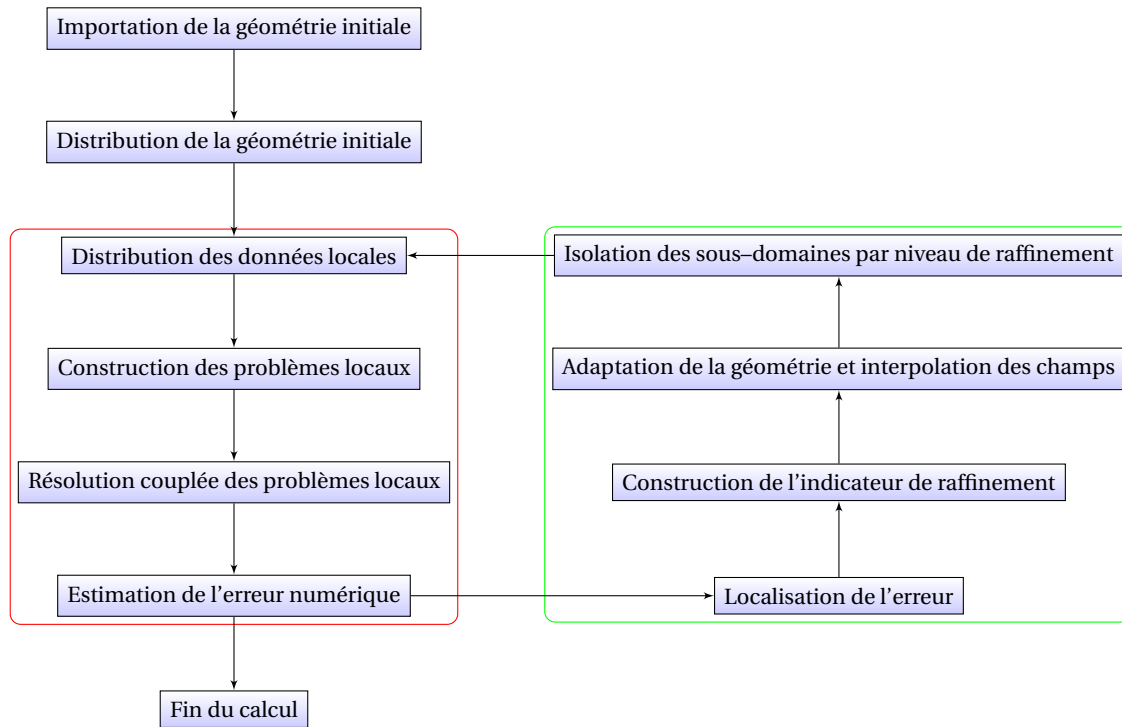 Importation de la géométrie initiale
Distribution de la géométrie initiale
Distribution des données locales
Construction des problèmes locaux
Résolution couplée des problèmes locaux
Estimation de l'erreur numérique
Fin du calcul
Isolation des sous–domaines par niveau de raffinement
Adaptation de la géométrie et interpolation des champs
Construction de l'indicateur de raffinement
Localisation de l'erreur